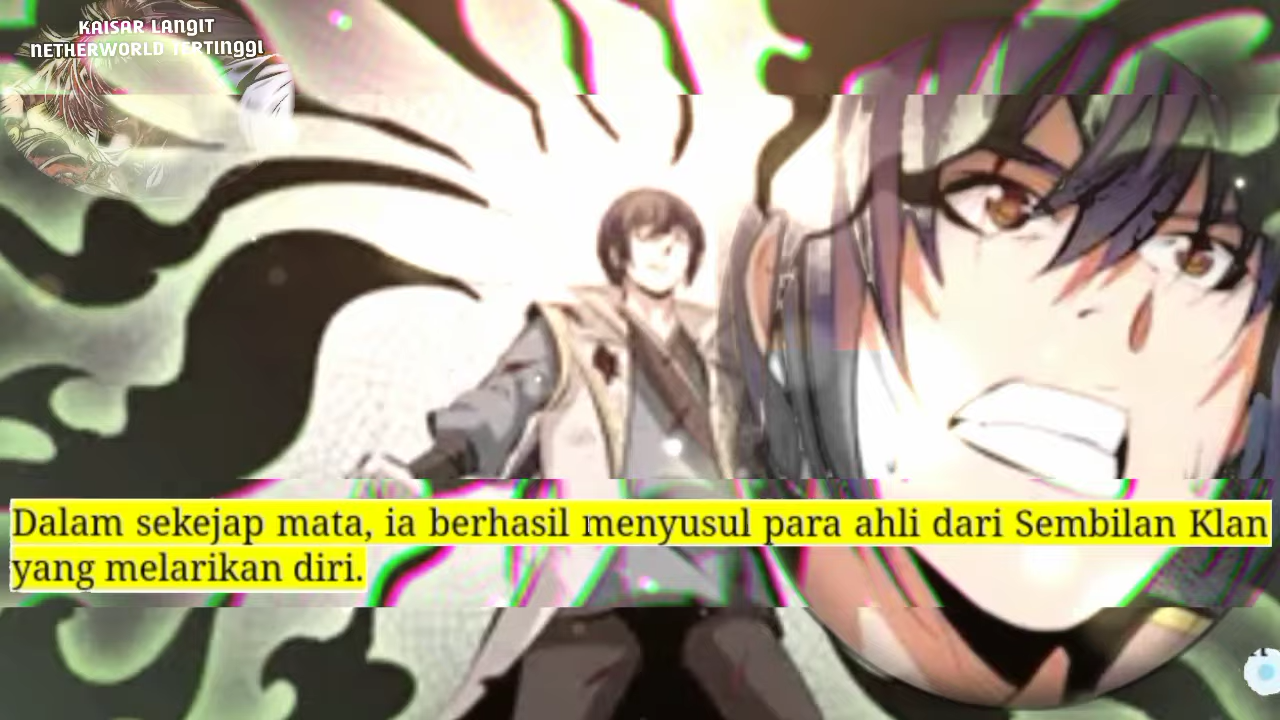 KAISAR LANGIT
NETHERWORLD TERTINGGI
Dalam sekejap mata, ia berhasil menyusul para ahli dari Sembilan Klan
yang melarikan diri.